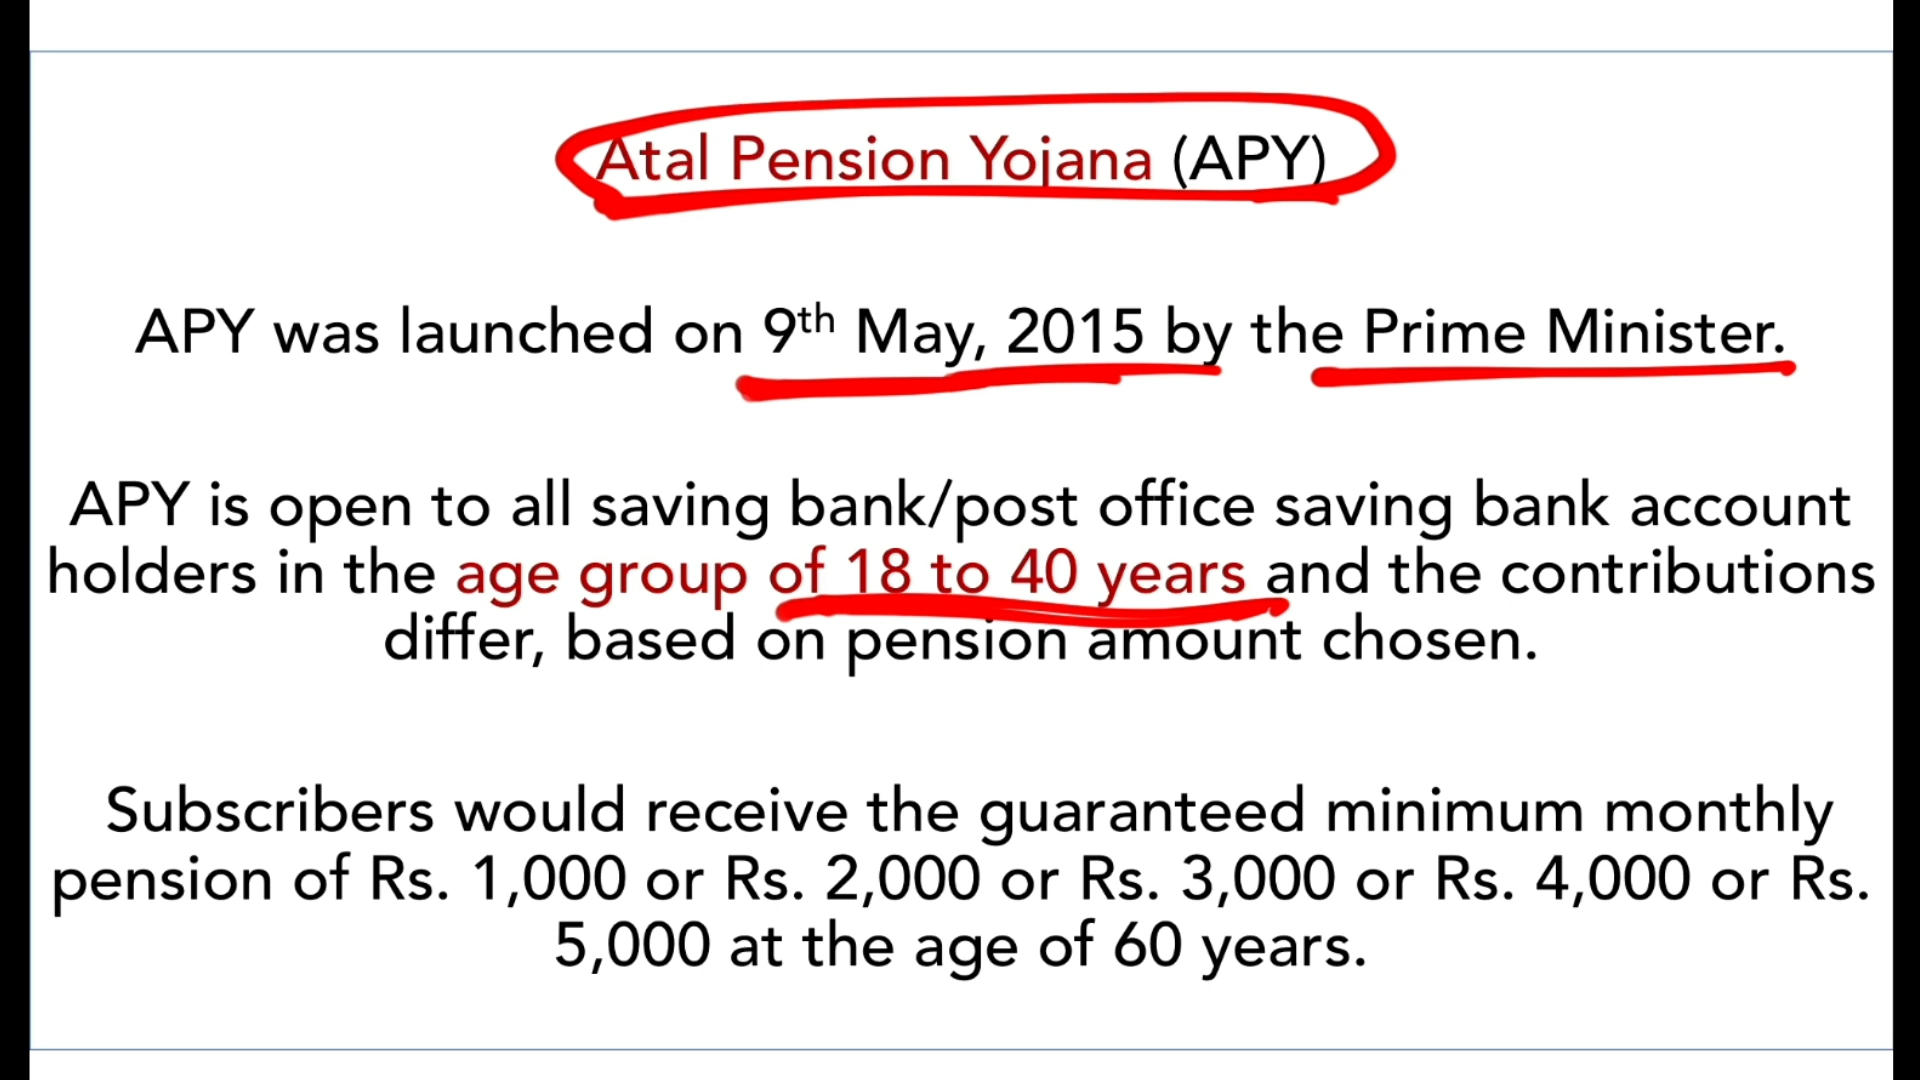 Atal Pension Yojana (APY)
APY was launched on 9th May, 2015 by the Prime Minister.
APY is open to all saving bank/post office saving bank account
holders in the age group of 18 to 40 years and the contributions
differ, based on pension amount chosen.
Subscribers would receive the guaranteed minimum monthly
pension of Rs. 1,000 or Rs. 2,000 or Rs. 3,000 or Rs. 4,000 or Rs.
5,000 at the age of 60 years.